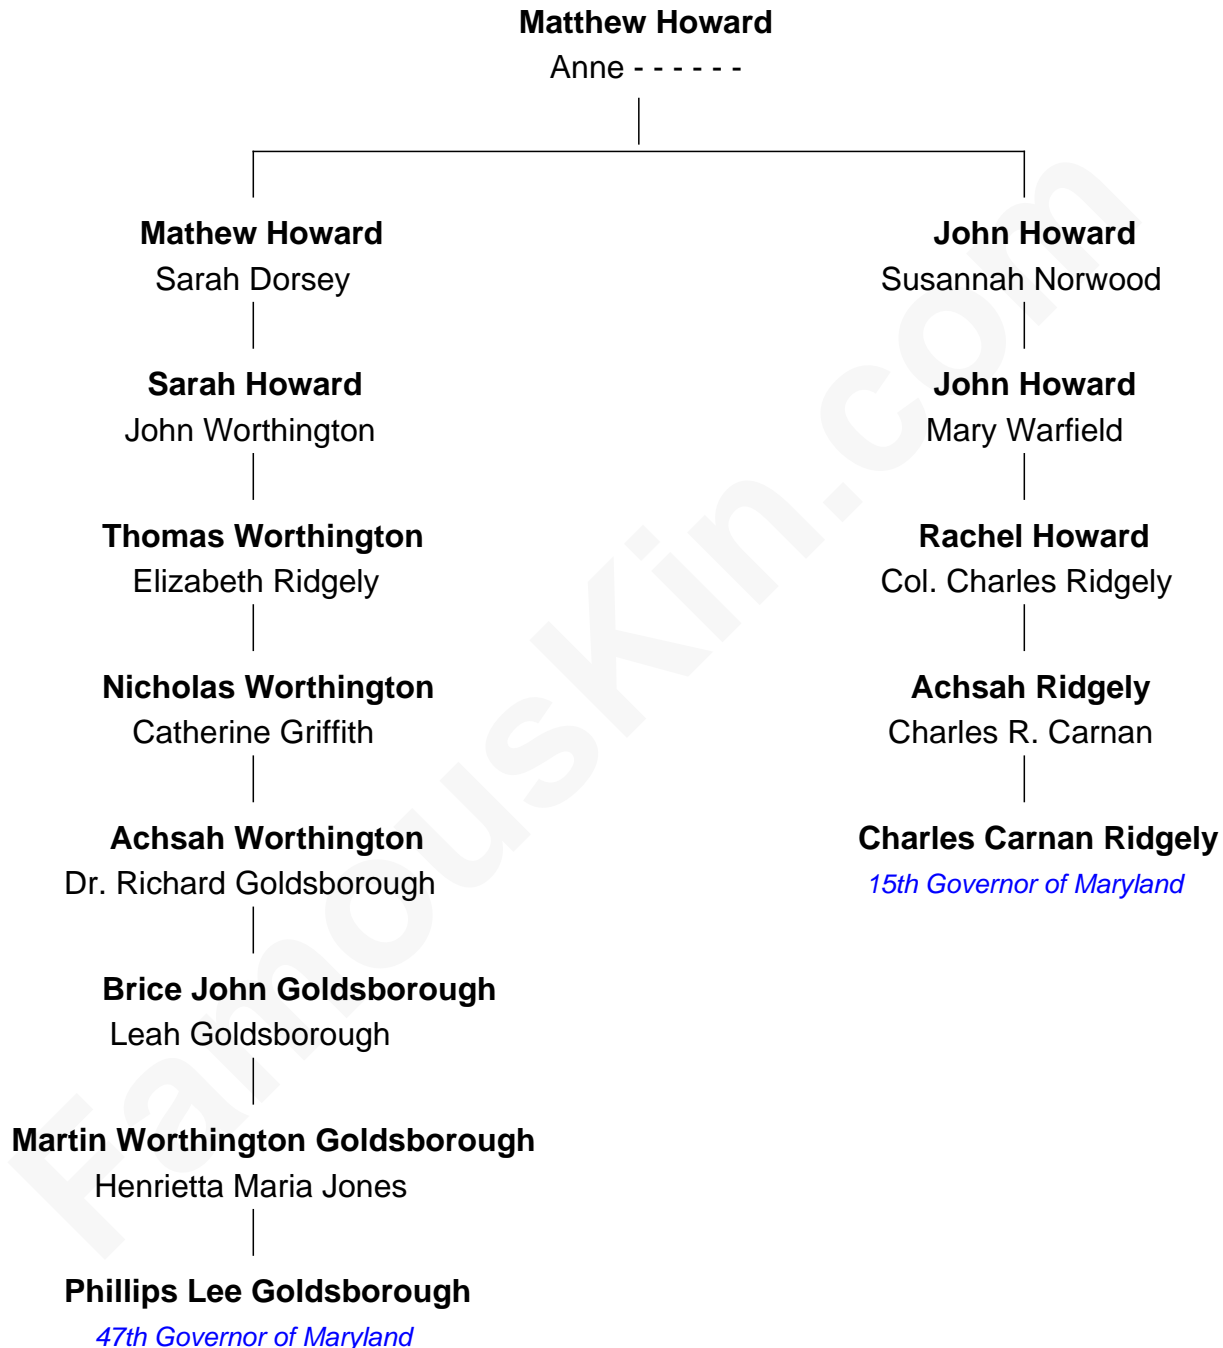 Matthew Howard
Anne - - - - - -
Mathew Howard
Sarah Dorsey
Sarah Howard
John Worthington
Thomas Worthington
Elizabeth Ridgely
Nicholas Worthington
Catherine Griffith
Achsah Worthington
Dr. Richard Goldsborough
Brice John Goldsborough
Leah Goldsborough
Martin Worthington Goldsborough
Henrietta Maria Jones
Phillips Lee Goldsborough
47th Governor of Maryland
John Howard
Susannah Norwood
John Howard
Mary Warfield
Rachel Howard
Col. Charles Ridgely
Achsah Ridgely
Charles R. Carnan
Charles Carnan Ridgely
15th Governor of Maryland
FamousKin.com